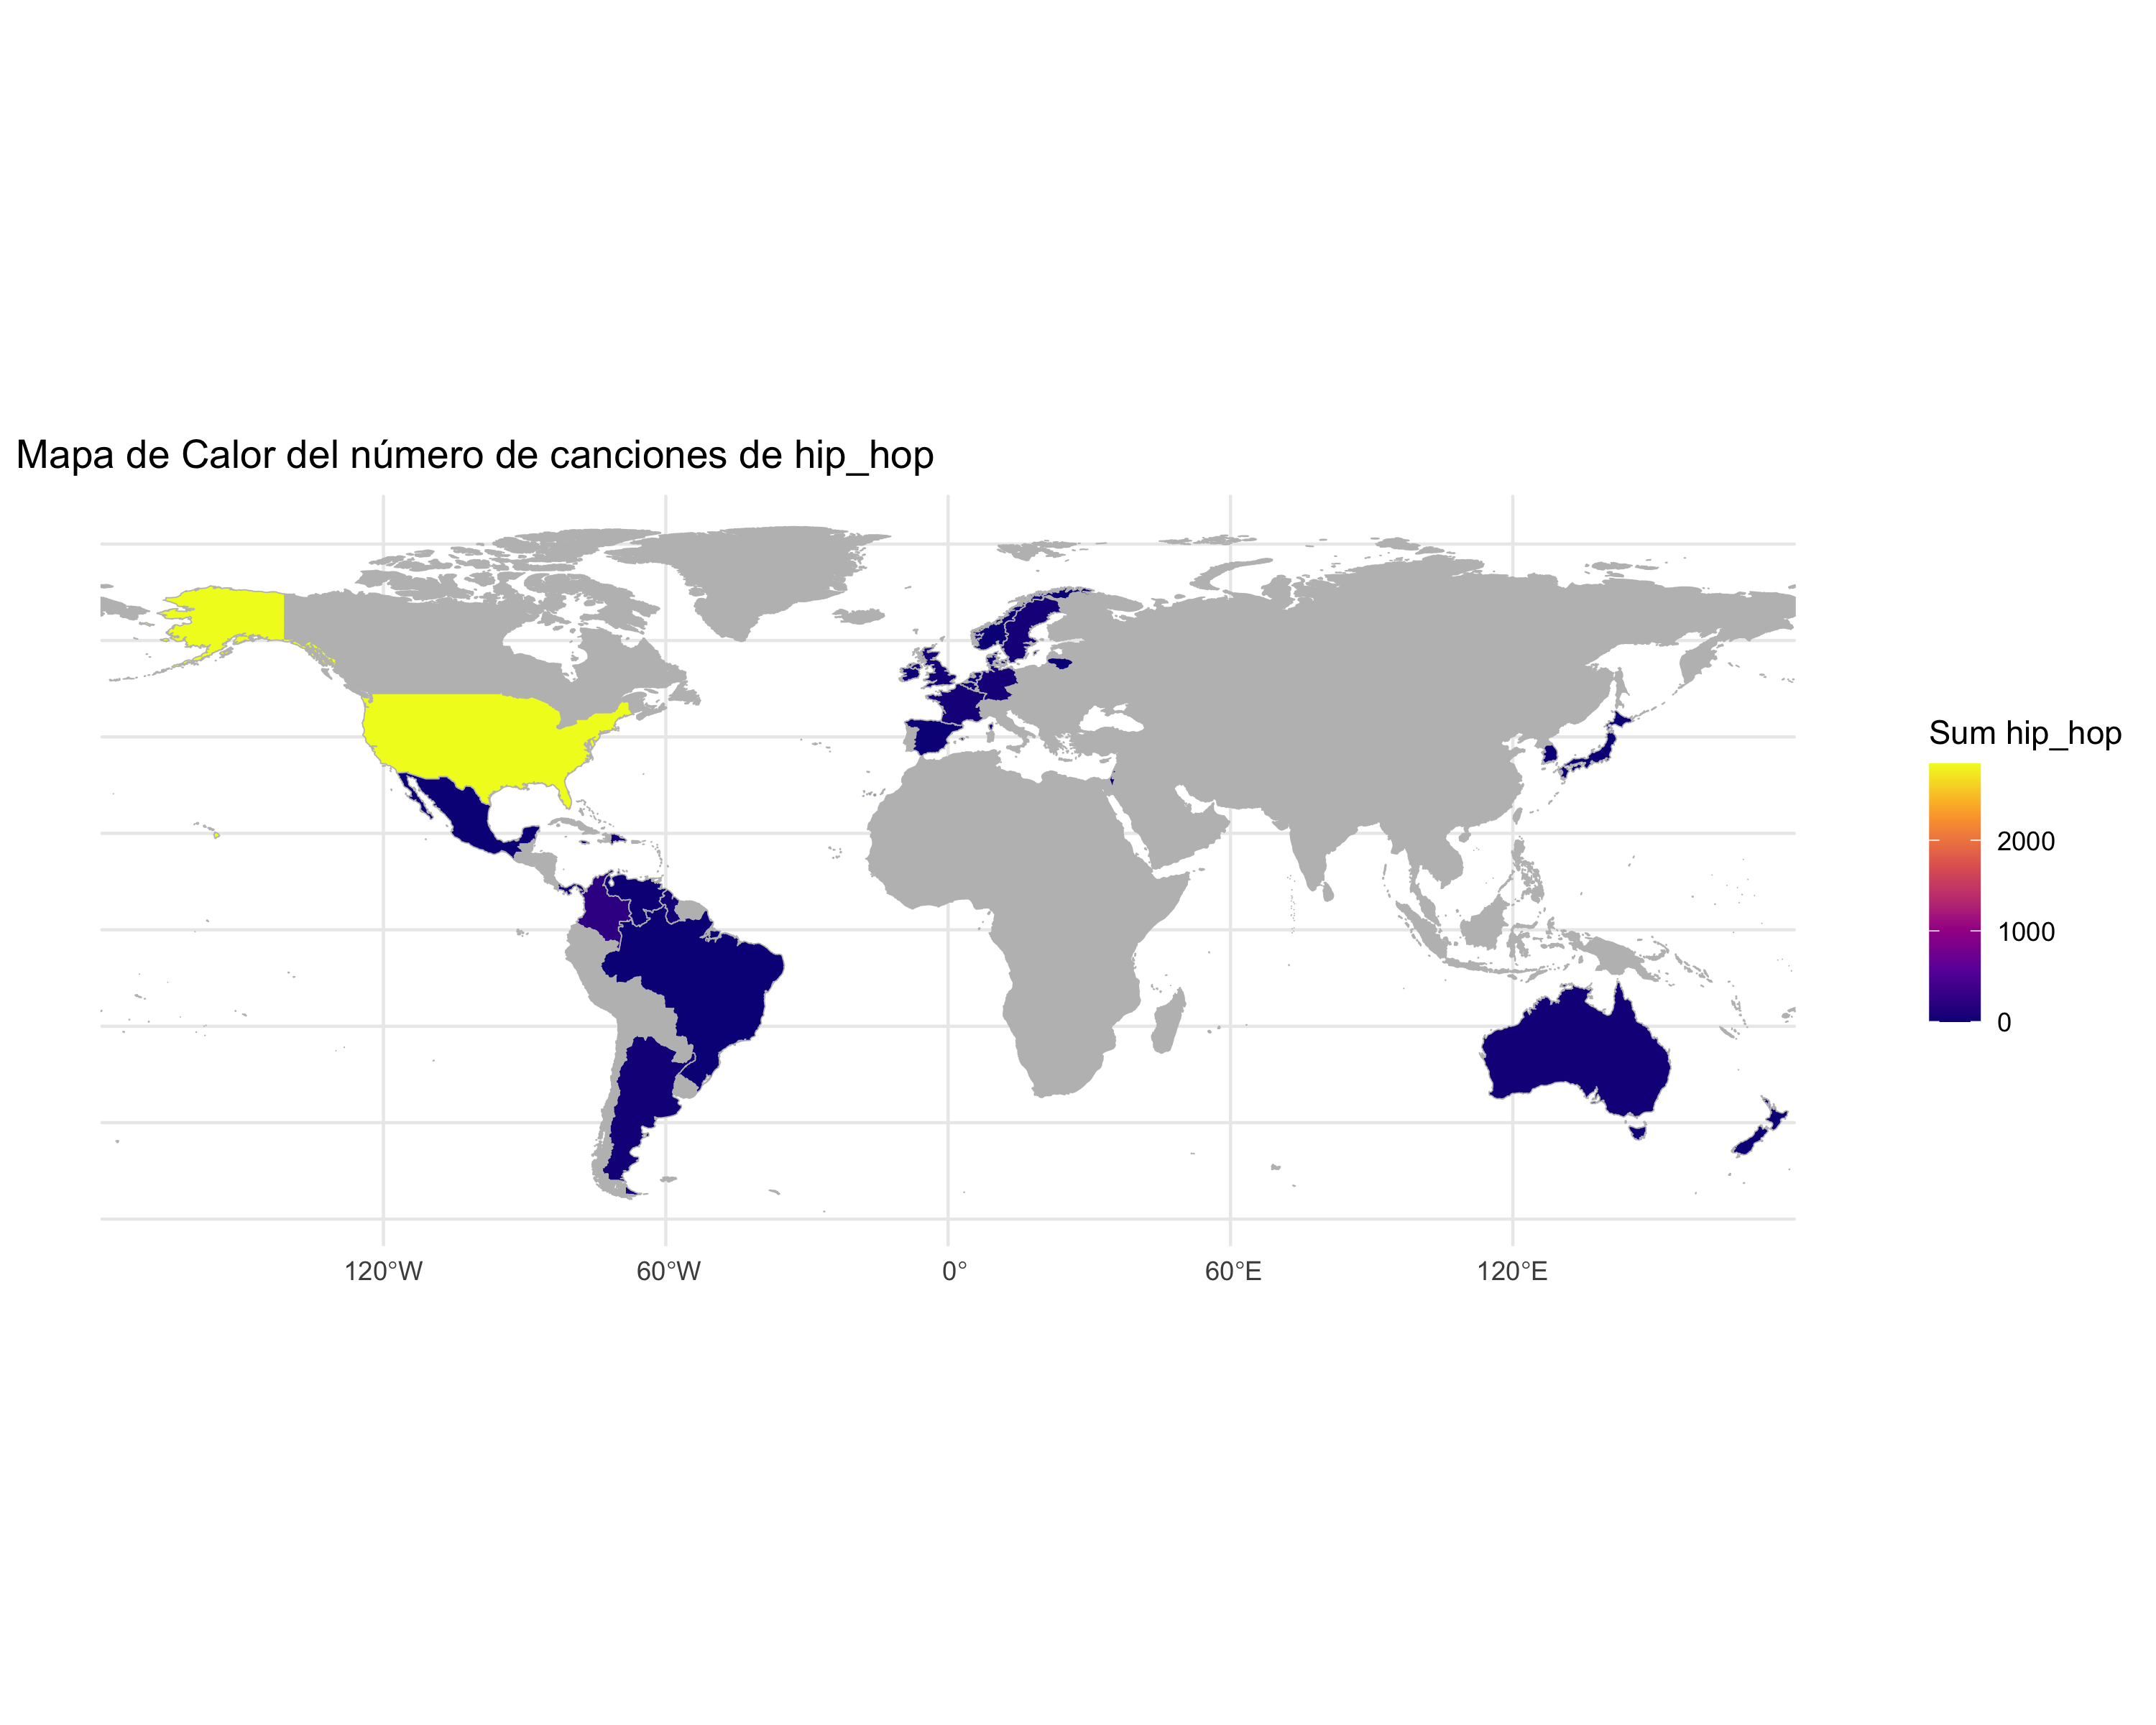 Mapa de Calor del número de canciones de hip_hop
Sum hip_hop
2000
1000
0
120°W 60°W 0° 60°E 120°E